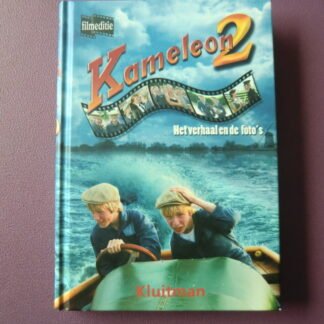 filmeditie
Kameleon 2
Het verhaal en de foto's
Kluitman